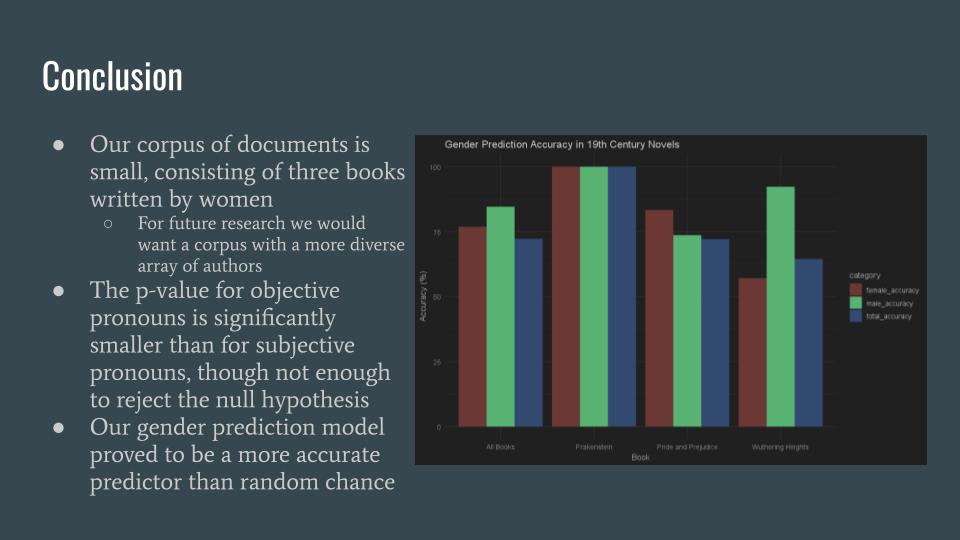 Conclusion
● Our corpus of documents is
small, consisting of three books
written by women
○ For future research we would
want a corpus with a more diverse
array of authors
● The p-value for objective
pronouns is significantly
smaller than for subjective
pronouns, though not enough
to reject the null hypothesis
● Our gender prediction model
proved to be a more accurate
predictor than random chance
Gender Prediction Accuracy in 19th Century Novels
100
75
50
25
0
Accuracy (%)
All Books Frakenstein Pride and Prejudice Wuthering Heights
Book
category
female_accuracy
male_accuracy
total_accuracy